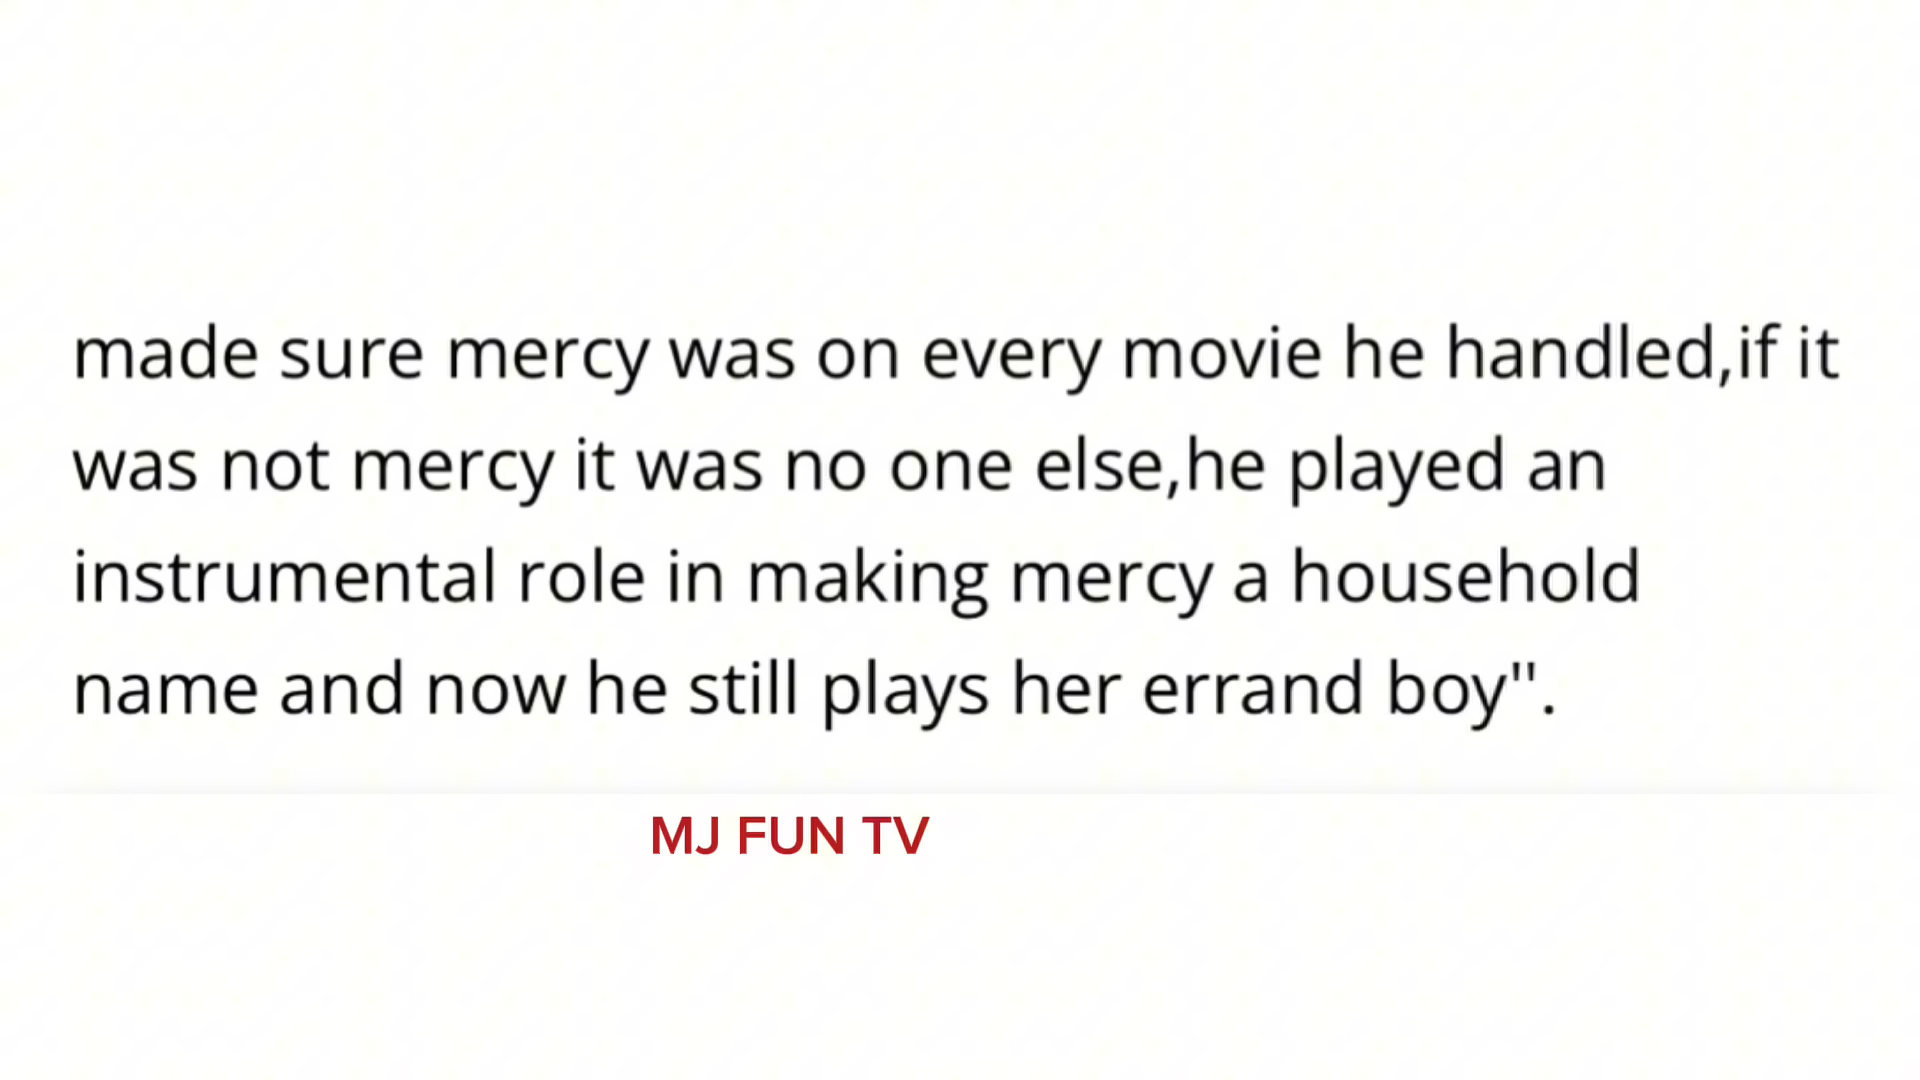 made sure mercy was on every movie he handled,if it
was not mercy it was no one else,he played an
instrumental role in making mercy a household
name and now he still plays her errand boy".
MJ FUN TV